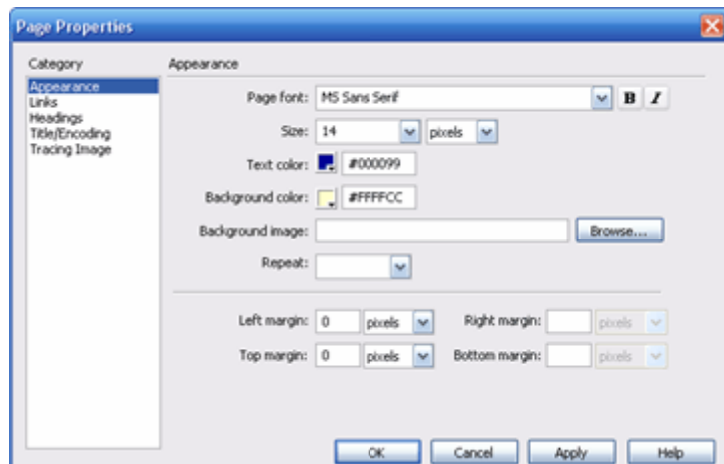 Page Properties
Category
Appearance
Links
Headings
Title/Encoding
Tracing Image
Appearance
Page font: MS Sans Serif B I
Size: 14 pixels
Text color: #000099
Background color: #FFFFCC
Background image: Browse...
Repeat:
Left margin: 0 pixels Right margin: pixels
Top margin: 0 pixels Bottom margin: pixels
OK Cancel Apply Help